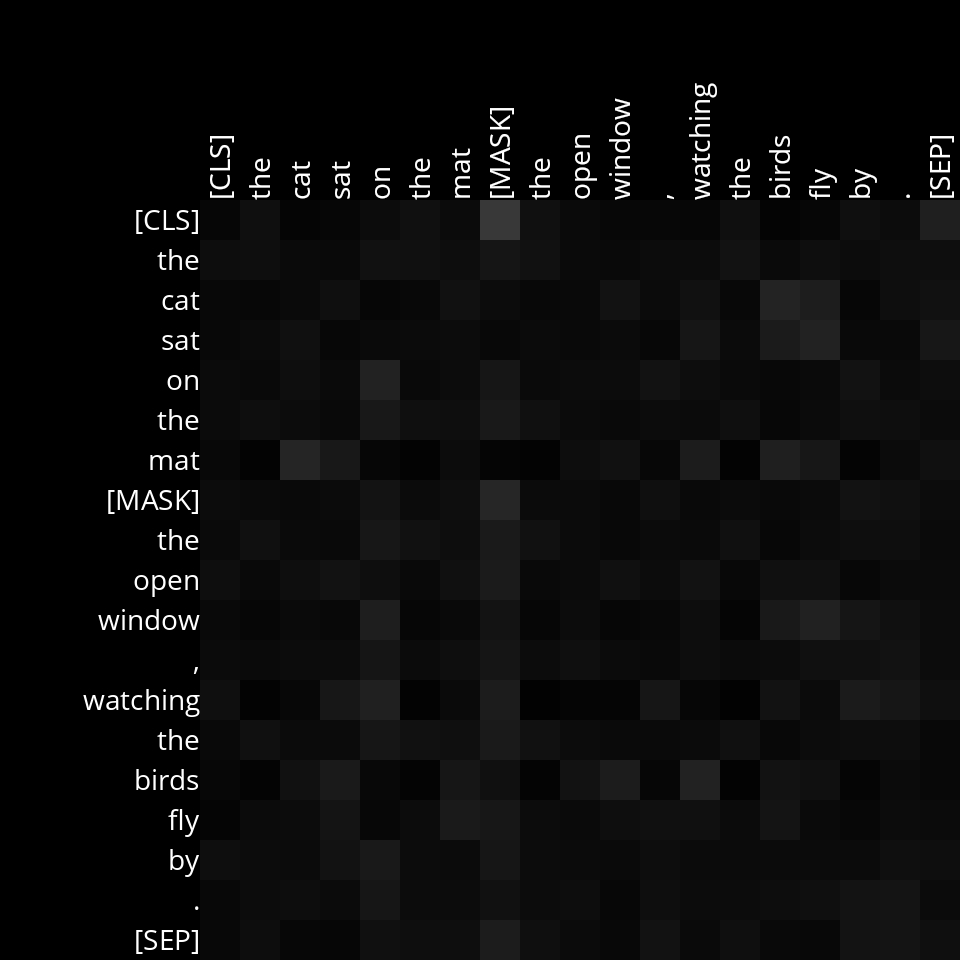 [CLS] the cat sat on the mat [MASK] the open window , watching the birds fly by . [SEP]
[CLS]
the
cat
sat
on
the
mat
[MASK]
the
open
window
,
watching
the
birds
fly
by
.
[SEP]